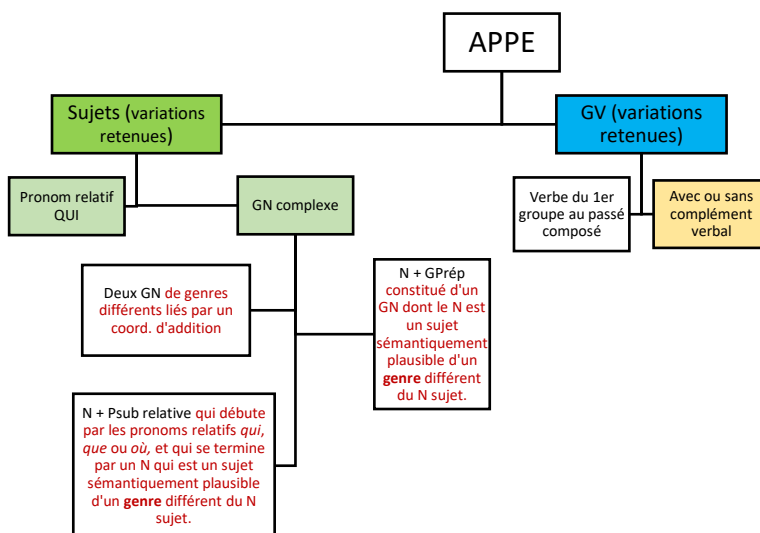 APPE
Sujets (variations
retenues)
GV (variations
retenues)
Pronom relatif
QUI
GN complexe
Verbe du 1er
groupe au passé
composé
Avec ou sans
complément
verbal
Deux GN de genres
différents liés par un
coord. d'addition
N + GPrép
constitué d'un
GN dont le N est
un sujet
sémantiquement
plausible d'un
genre différent
du N sujet.
N + Psub relative qui débute
par les pronoms relatifs qui,
que ou où, et qui se termine
par un N qui est un sujet
sémantiquement plausible
d'un genre différent du N
sujet.